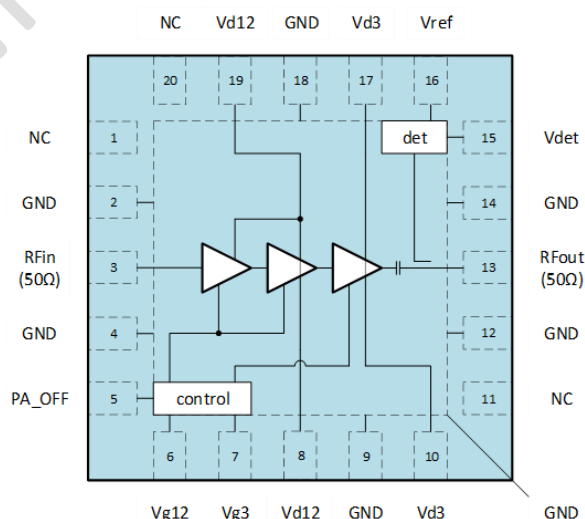 NC Vd12 GND Vd3 Vref
20 19 18 17 16
NC 1 det 15 Vdet
GND 2 14 GND
RFin 3 13 RFout
(50Ω) (50Ω)
GND 4 12 GND
PA_OFF 5 control 11 NC
6 7 8 9 10
Vg12 Vg3 Vd12 GND Vd3 GND